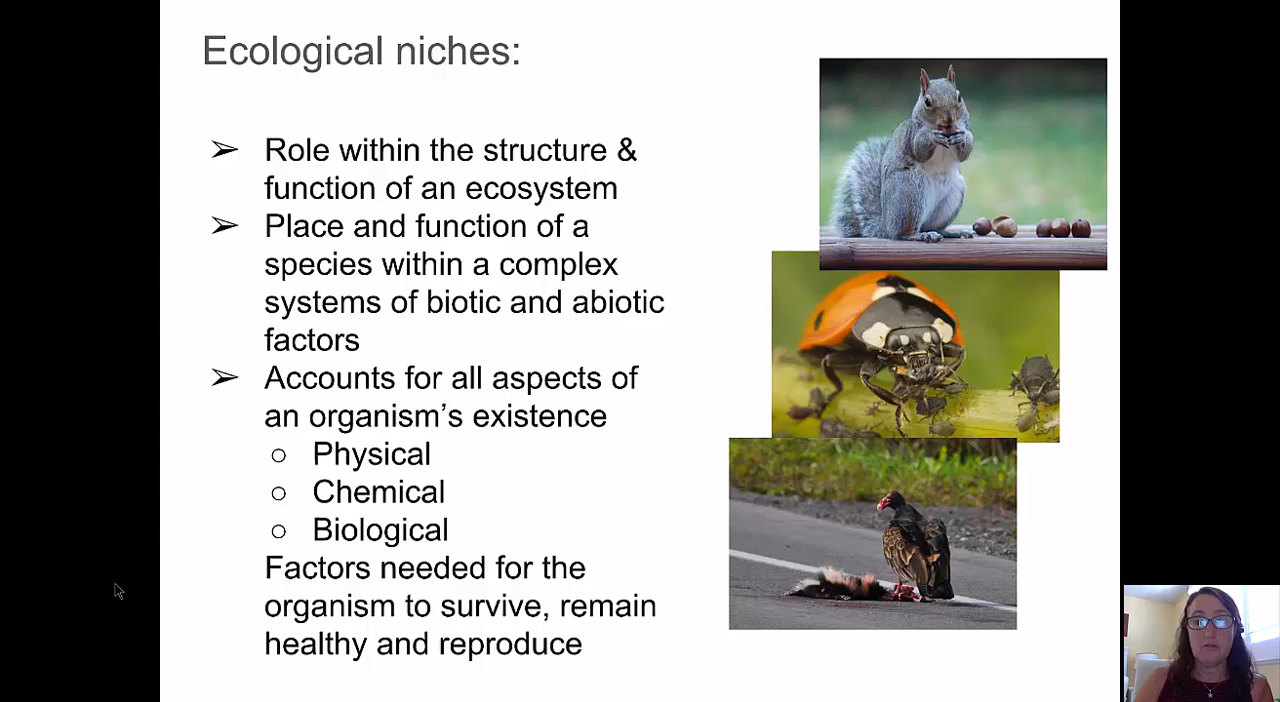 Ecological niches:
➢ Role within the structure &
function of an ecosystem
➢ Place and function of a
species within a complex
systems of biotic and abiotic
factors
➢ Accounts for all aspects of
an organism’s existence
○ Physical
○ Chemical
○ Biological
Factors needed for the
organism to survive, remain
healthy and reproduce